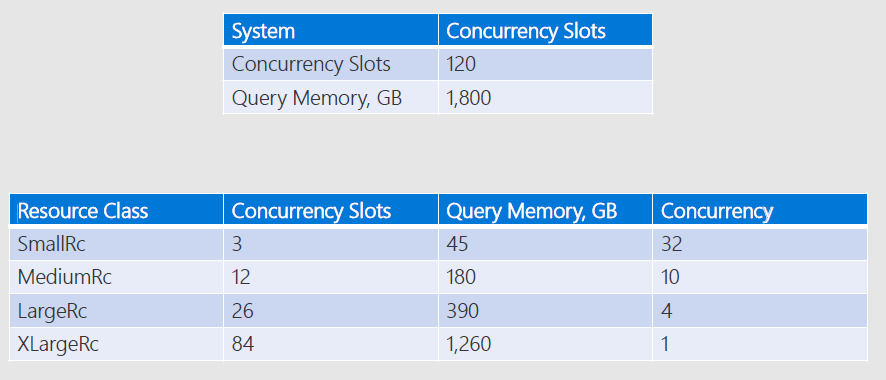 System Concurrency Slots
Concurrency Slots 120
Query Memory, GB 1,800
Resource Class Concurrency Slots Query Memory, GB Concurrency
SmallRc 3 45 32
MediumRc 12 180 10
LargeRc 26 390 4
XLargeRc 84 1,260 1